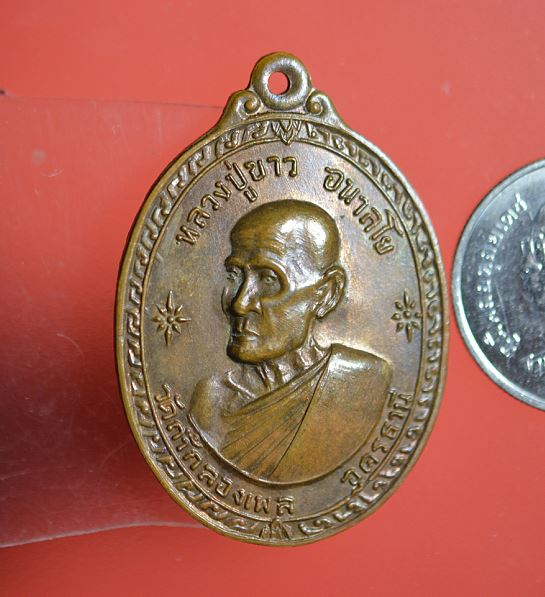 หลวงปู่ขาว อนาลโย
วัดถ้ำกลองเพล อุดรธานี